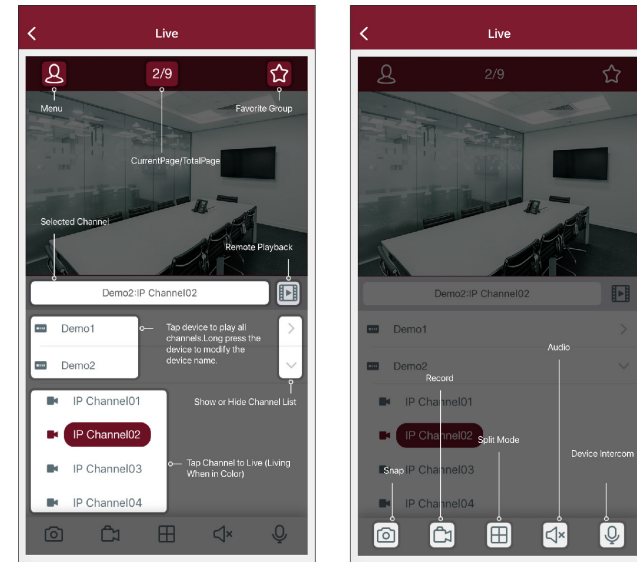 Live
2/9
Menu
Favorite Group
CurrentPage/TotalPage
Selected Channel
Remote Playback
Demo2:IP Channel02
Demo1
Tap device to play all
channels.Long press the
device to modify the
device name.
Demo2
Show or Hide Channel List
IP Channel01
IP Channel02
IP Channel03
Tap Channel to Live (Living
When in Color)
IP Channel04
Live
2/9
Demo2:IP Channel02
Demo1
Audio
Demo2
Record
IP Channel01
IP Channel02
Split Mode
Device Intercom
Snap
IP Channel03
IP Channel04